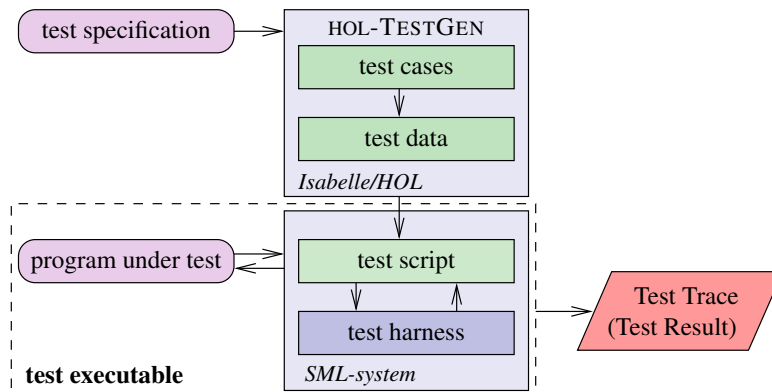 test specification
HOL-TESTGEN
test cases
test data
Isabelle/HOL
program under test
test script
test harness
Test Trace
(Test Result)
test executable
SML-system